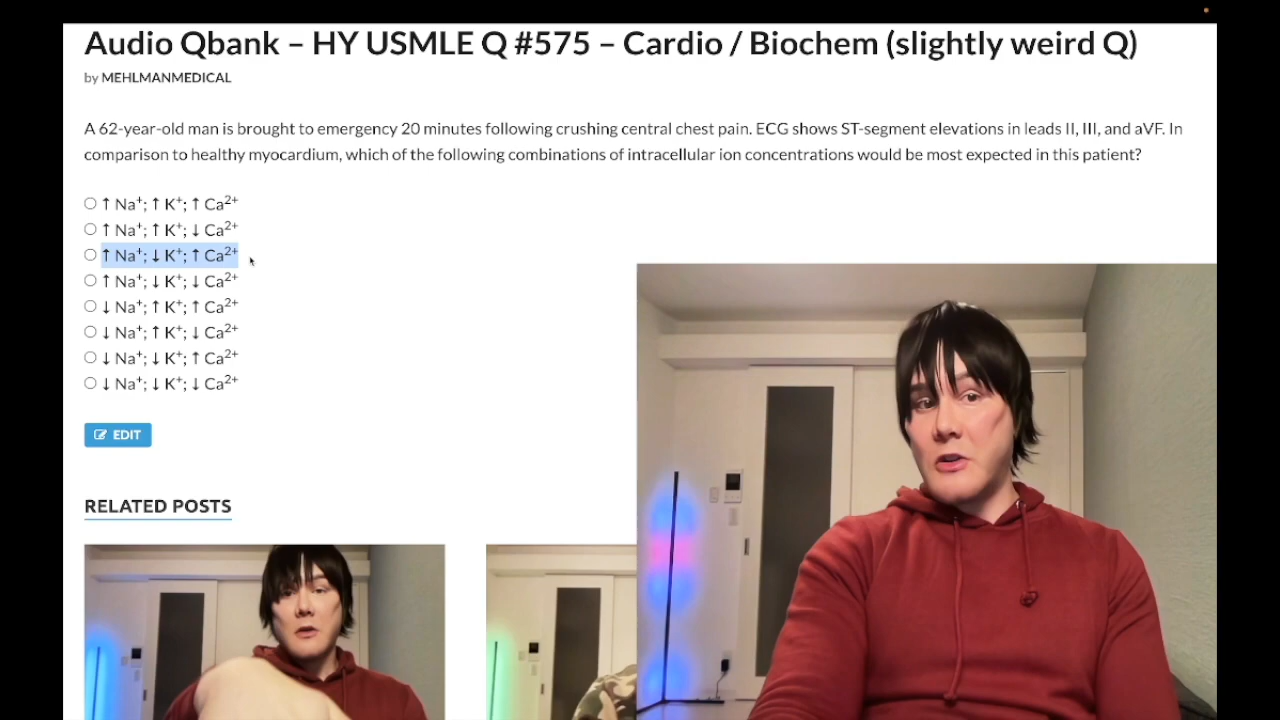 Audio Qbank – HY USMLE Q #575 – Cardio / Biochem (slightly weird Q)
by MEHLMANMEDICAL
A 62-year-old man is brought to emergency 20 minutes following crushing central chest pain. ECG shows ST-segment elevations in leads II, III, and aVF. In
comparison to healthy myocardium, which of the following combinations of intracellular ion concentrations would be most expected in this patient?
↑ Na⁺; ↑ K⁺; ↑ Ca²⁺
↑ Na⁺; ↑ K⁺; ↓ Ca²⁺
↑ Na⁺; ↓ K⁺; ↑ Ca²⁺
↑ Na⁺; ↓ K⁺; ↓ Ca²⁺
↓ Na⁺; ↑ K⁺; ↑ Ca²⁺
↓ Na⁺; ↑ K⁺; ↓ Ca²⁺
↓ Na⁺; ↓ K⁺; ↑ Ca²⁺
↓ Na⁺; ↓ K⁺; ↓ Ca²⁺
EDIT
RELATED POSTS